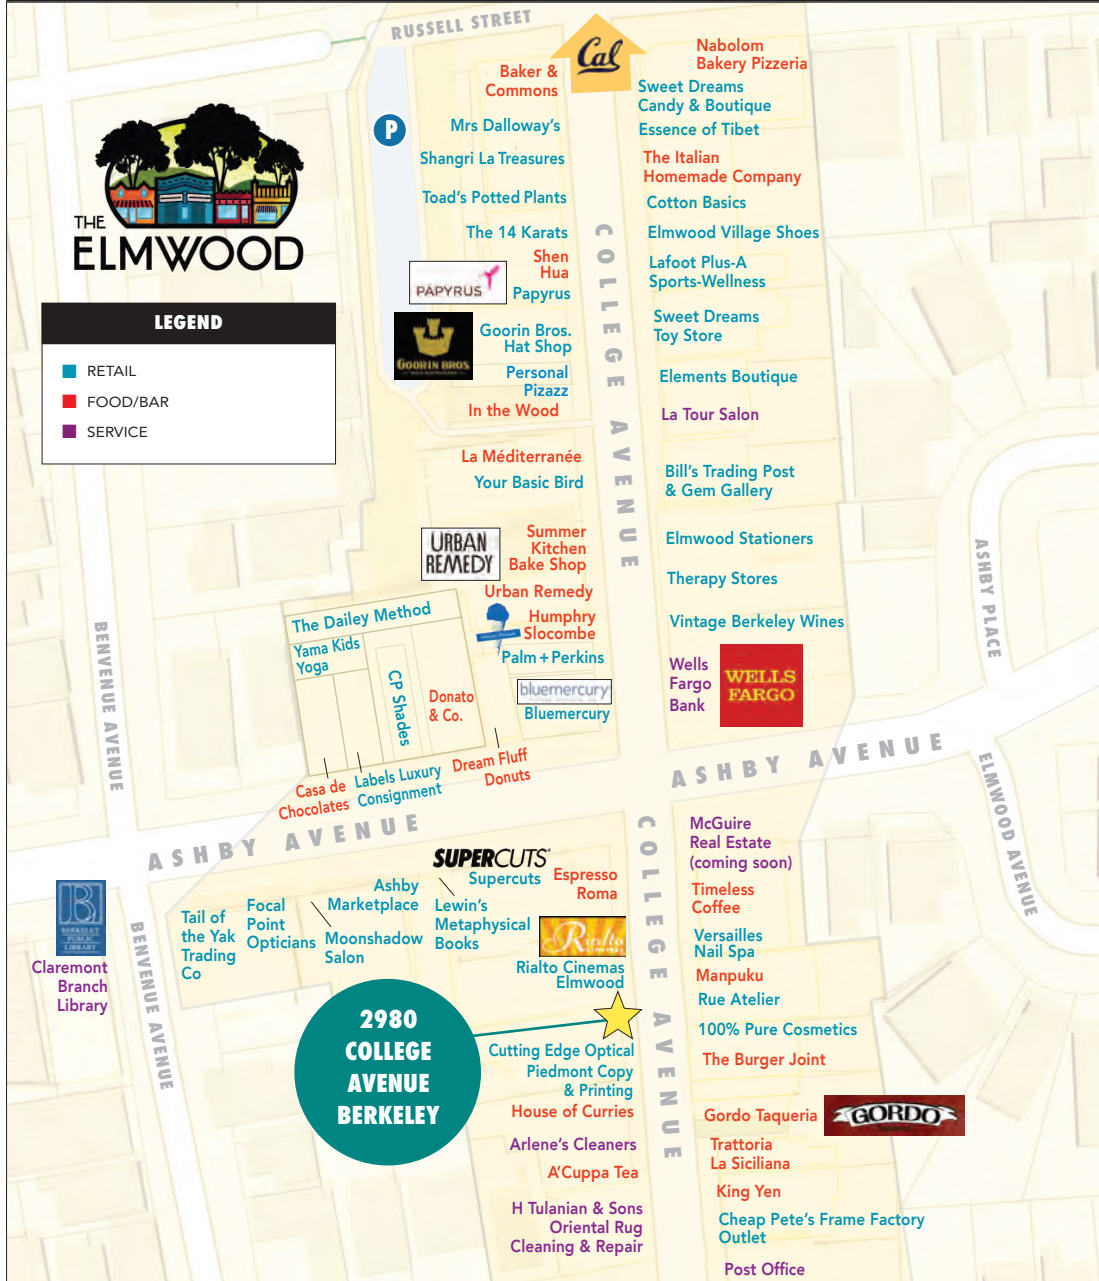 RUSSELL STREET
Cal
Baker &
Commons
Mrs Dalloway's
Shangri La Treasures
Toad's Potted Plants
The 14 Karats
Shen
Hua
PAPYRUS
Papyrus
GOORIN BROS.
Goorin Bros.
Hat Shop
Personal
Pizazz
In the Wood
La Méditerranée
Your Basic Bird
URBAN
REMEDY
Summer
Kitchen
Bake Shop
Urban Remedy
Humphry
Slocombe
Palm + Perkins
bluemercury
Bluemercury
Nabolom
Bakery Pizzeria
Sweet Dreams
Candy & Boutique
Essence of Tibet
The Italian
Homemade Company
Cotton Basics
Elmwood Village Shoes
Lafoot Plus-A
Sports-Wellness
Sweet Dreams
Toy Store
Elements Boutique
La Tour Salon
Bill's Trading Post
& Gem Gallery
Elmwood Stationers
Therapy Stores
Vintage Berkeley Wines
Wells
Fargo
Bank
WELLS
FARGO
COLLEGE AVENUE
P
THE
ELMWOOD
LEGEND
RETAIL
FOOD/BAR
SERVICE
The Dailey Method
Yama Kids
Yoga
CP Shades
Donato
& Co.
Casa de
Chocolates
Labels Luxury
Consignment
Dream Fluff
Donuts
BENVENUE AVENUE
ASHBY PLACE
ASHBY AVENUE
ELMWOOD AVENUE
ASHBY AVENUE
SUPERCUTS
Supercuts
Espresso
Roma
Ashby
Marketplace
Lewin's
Metaphysical
Books
Focal
Point
Opticians
Moonshadow
Salon
Tail of
the Yak
Trading
Co
BERKELEY
PUBLIC
LIBRARY
Claremont
Branch
Library
BENVENUE AVENUE
Rialto
CINEMAS
Rialto Cinemas
Elmwood
2980
COLLEGE
AVENUE
BERKELEY
Cutting Edge Optical
Piedmont Copy
& Printing
House of Curries
Arlene's Cleaners
A'Cuppa Tea
H Tulanian & Sons
Oriental Rug
Cleaning & Repair
COLLEGE AVENUE
McGuire
Real Estate
(coming soon)
Timeless
Coffee
Versailles
Nail Spa
Manpuku
Rue Atelier
100% Pure Cosmetics
The Burger Joint
Gordo Taqueria
GORDO
Trattoria
La Siciliana
King Yen
Cheap Pete's Frame Factory
Outlet
Post Office